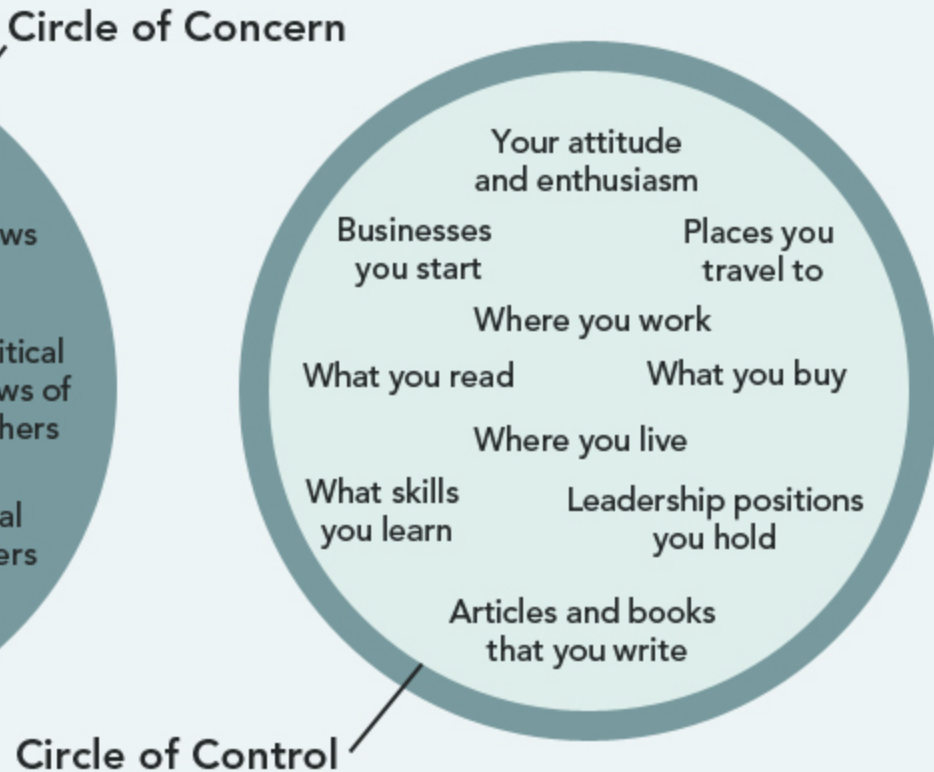 Circle of Concern
Your attitude
and enthusiasm
Businesses
you start
Places you
travel to
Where you work
What you read
What you buy
Where you live
What skills
you learn
Leadership positions
you hold
Articles and books
that you write
Circle of Control
ws of